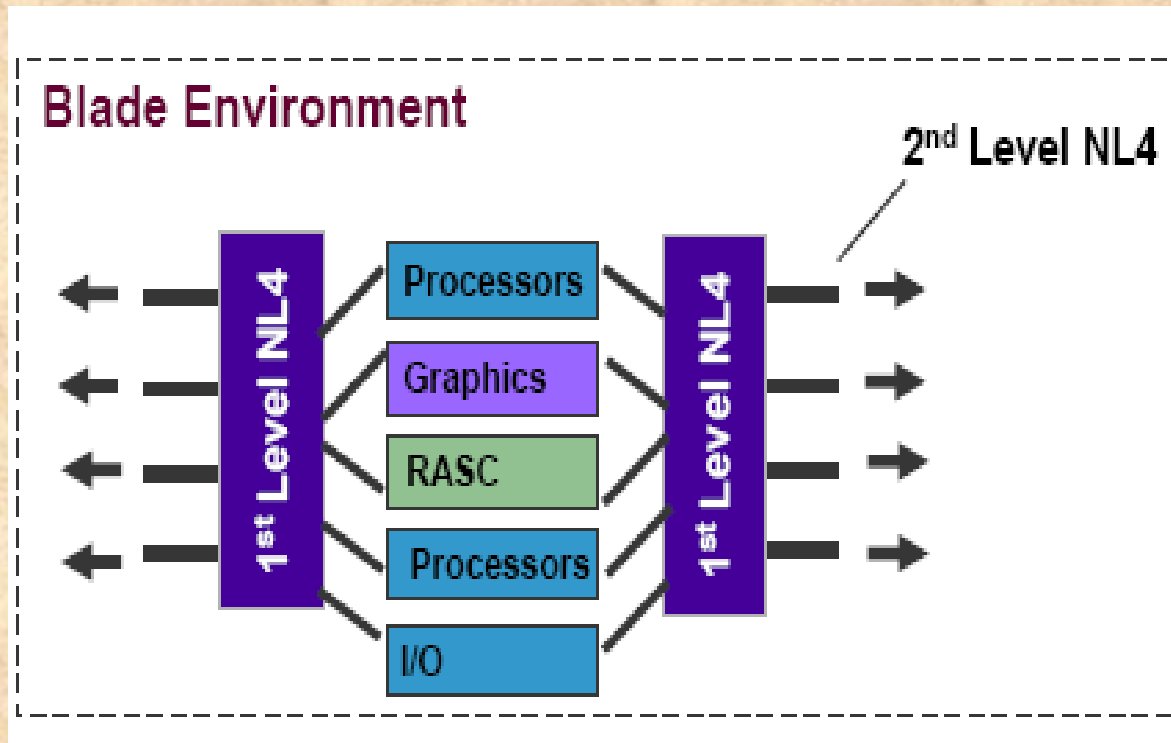 Blade Environment
2nd Level NL4
1st Level NL4
Processors
Graphics
RASC
Processors
I/O
1st Level NL4